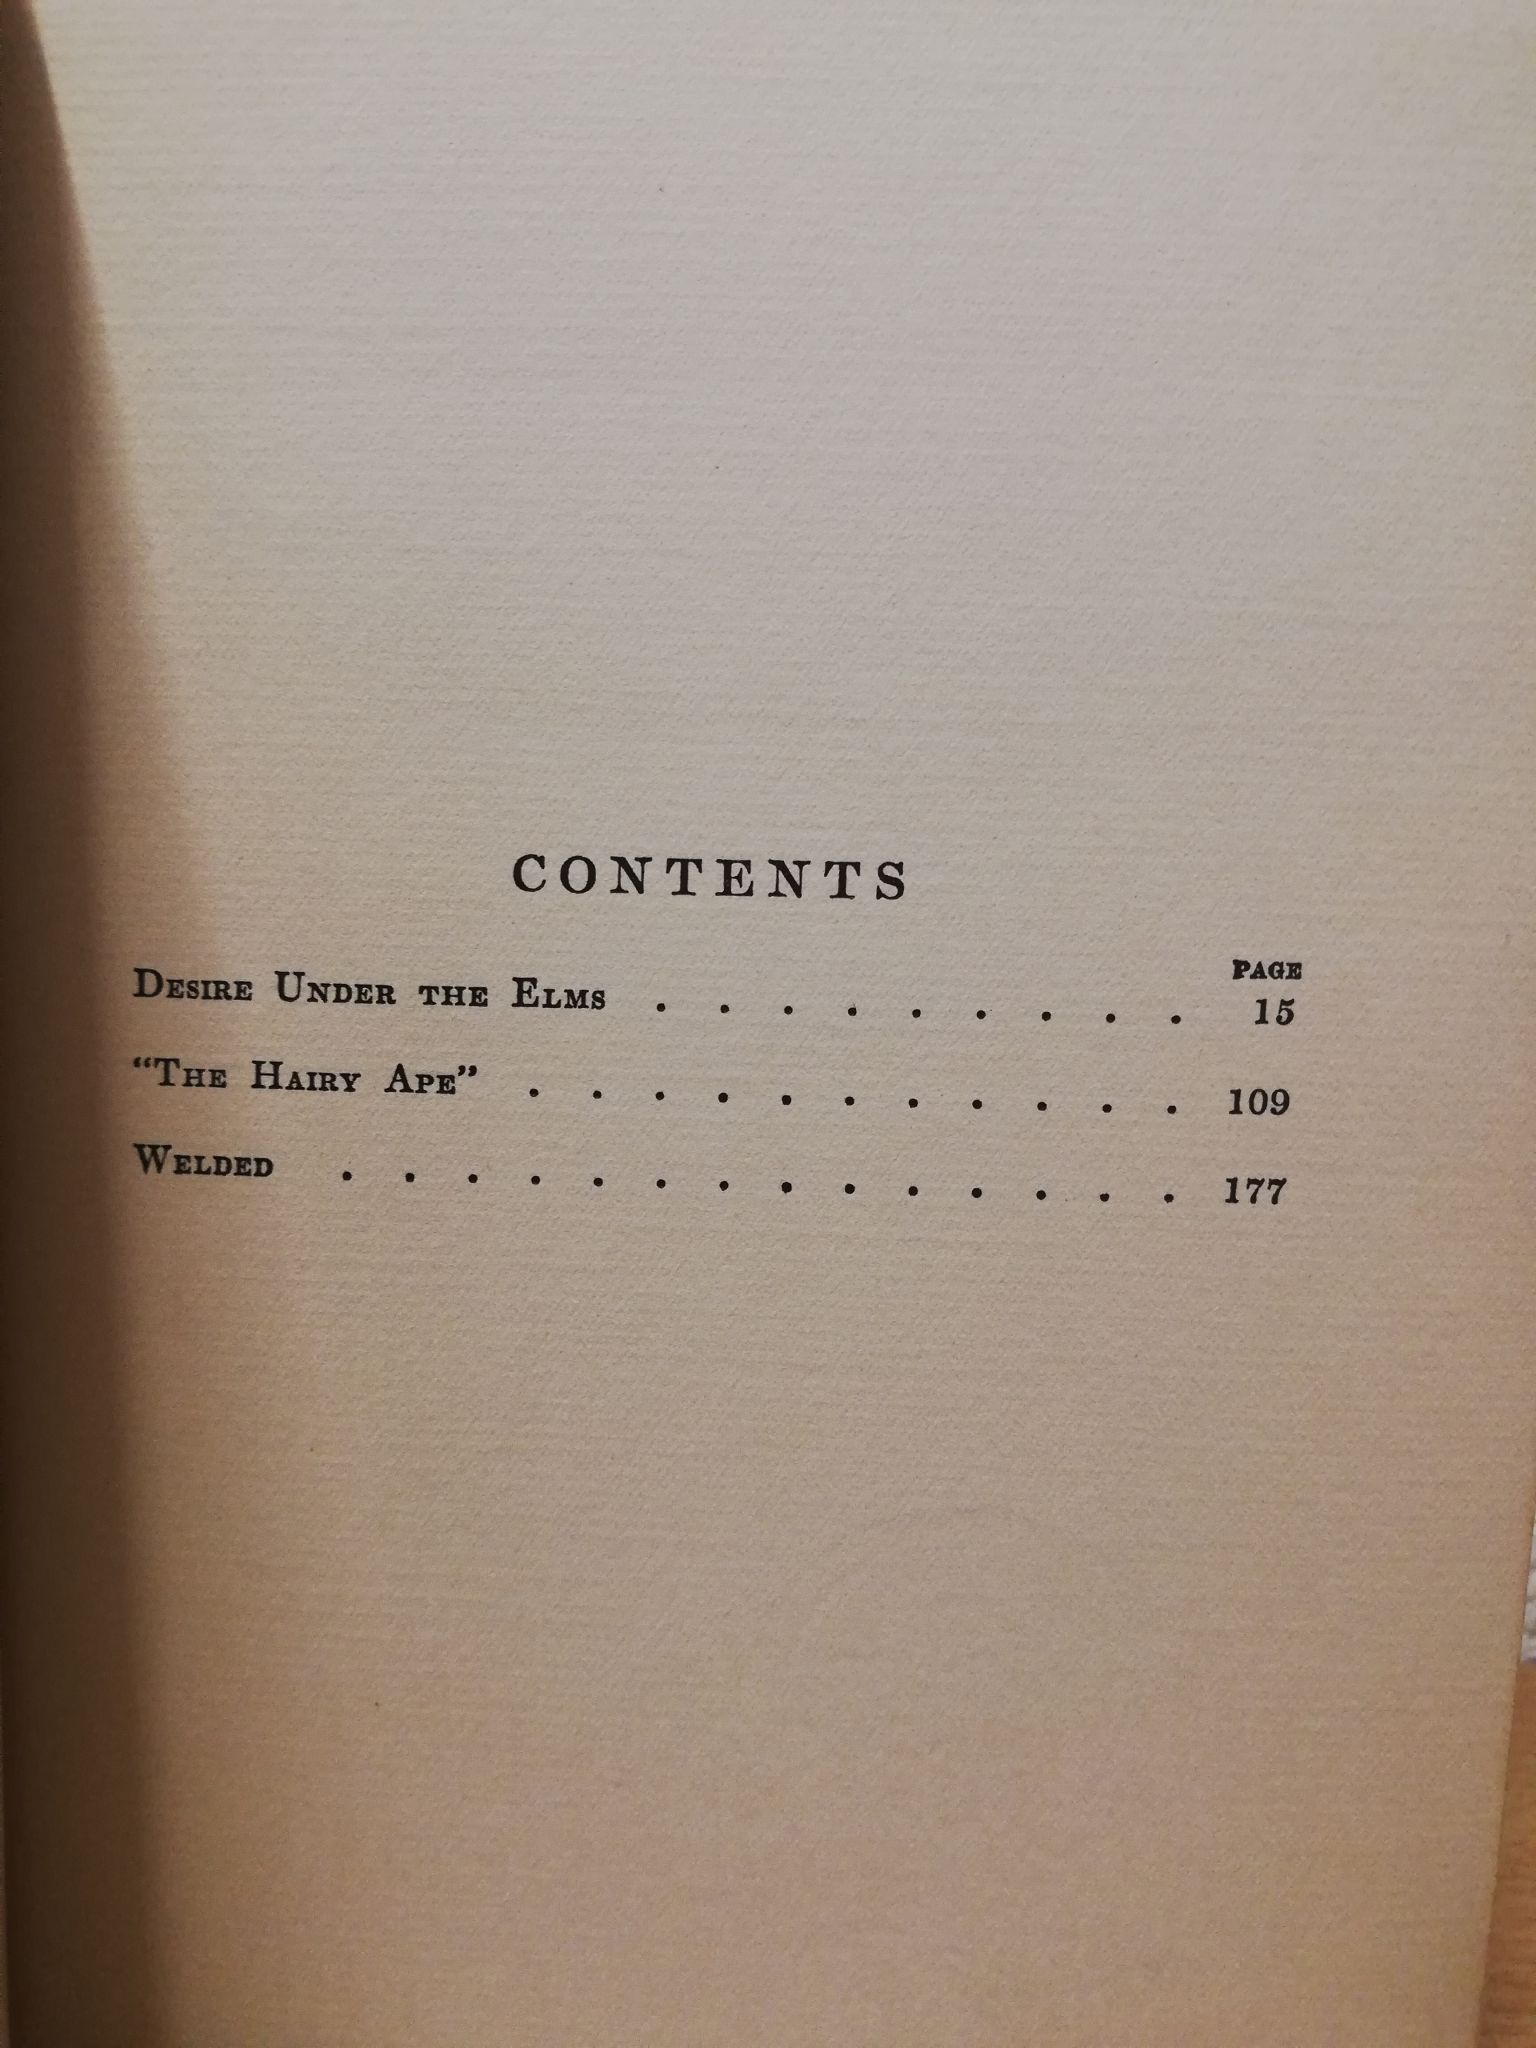 CONTENTS
PAGE
DESIRE UNDER THE ELMS . . . . . . . . . 15
“THE HAIRY APE” . . . . . . . . . . . 109
WELDED . . . . . . . . . . . . . . 177